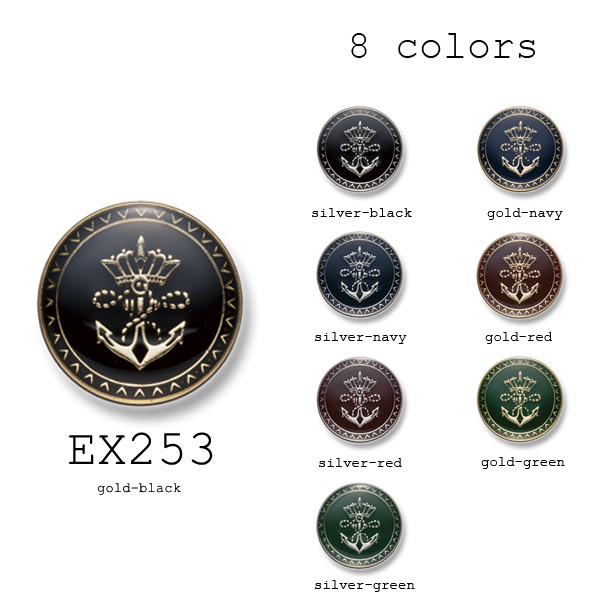 8 colors
silver-black
gold-navy
silver-navy
gold-red
EX253
gold-black
silver-red
gold-green
silver-green